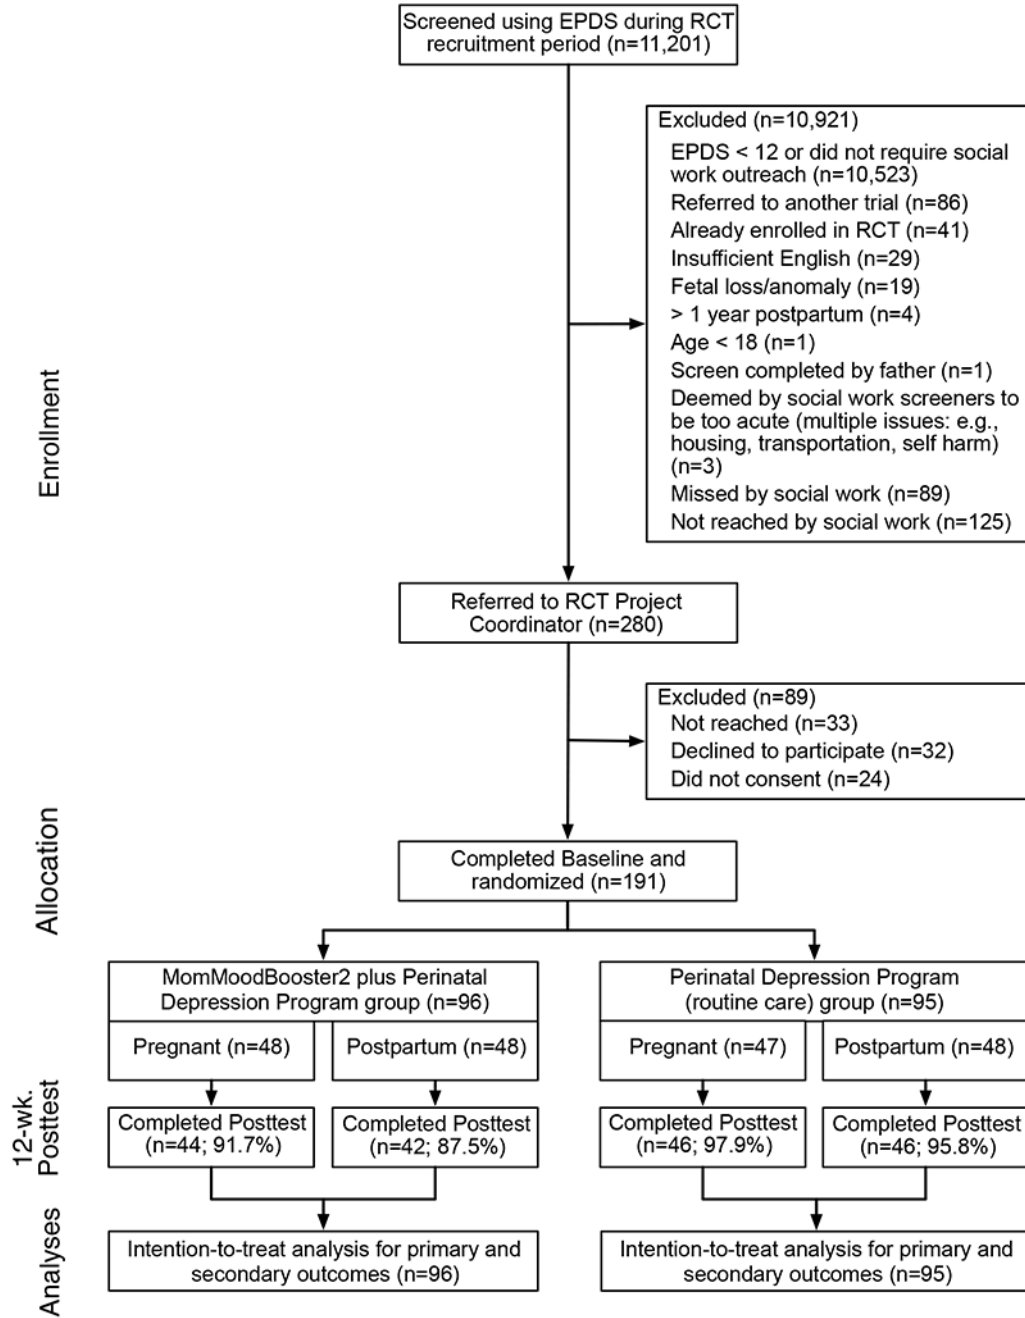 Screened using EPDS during RCT
recruitment period (n=11,201)
Excluded (n=10,921)
EPDS < 12 or did not require social
work outreach (n=10,523)
Referred to another trial (n=86)
Already enrolled in RCT (n=41)
Insufficient English (n=29)
Fetal loss/anomaly (n=19)
> 1 year postpartum (n=4)
Age < 18 (n=1)
Screen completed by father (n=1)
Deemed by social work screeners to
be too acute (multiple issues: e.g.,
housing, transportation, self harm)
(n=3)
Missed by social work (n=89)
Not reached by social work (n=125)
Enrollment
Referred to RCT Project
Coordinator (n=280)
Excluded (n=89)
Not reached (n=33)
Declined to participate (n=32)
Did not consent (n=24)
Allocation
Completed Baseline and
randomized (n=191)
MomMoodBooster2 plus Perinatal
Depression Program group (n=96)
Perinatal Depression Program
(routine care) group (n=95)
Pregnant (n=48)
Postpartum (n=48)
Pregnant (n=47)
Postpartum (n=48)
12-wk.
Posttest
Completed Posttest
(n=44; 91.7%)
Completed Posttest
(n=42; 87.5%)
Completed Posttest
(n=46; 97.9%)
Completed Posttest
(n=46; 95.8%)
Analyses
Intention-to-treat analysis for primary and
secondary outcomes (n=96)
Intention-to-treat analysis for primary and
secondary outcomes (n=95)